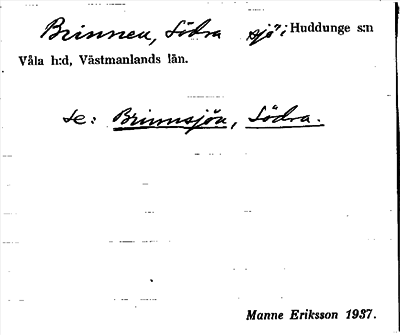 Brinnen, Södra sjö i Huddunge s:n
Våla h:d, Västmanlands län.
se: Brinnsjön, Södra.
Manne Eriksson 1937.